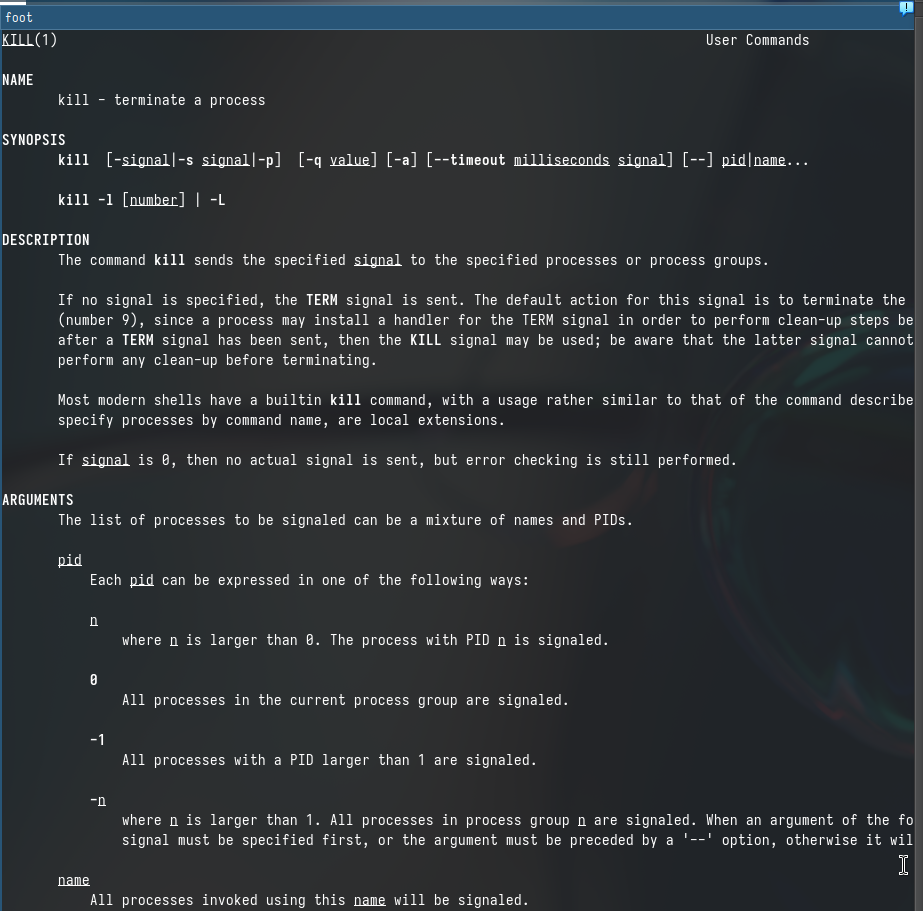 foot
KILL(1) User Commands
NAME
kill - terminate a process
SYNOPSIS
kill [-signal|-s signal|-p] [-q value] [-a] [--timeout milliseconds signal] [--] pid|name...
kill -l [number] | -L
DESCRIPTION
The command kill sends the specified signal to the specified processes or process groups.
If no signal is specified, the TERM signal is sent. The default action for this signal is to terminate the
(number 9), since a process may install a handler for the TERM signal in order to perform clean-up steps be
after a TERM signal has been sent, then the KILL signal may be used; be aware that the latter signal cannot
perform any clean-up before terminating.
Most modern shells have a builtin kill command, with a usage rather similar to that of the command describe
specify processes by command name, are local extensions.
If signal is 0, then no actual signal is sent, but error checking is still performed.
ARGUMENTS
The list of processes to be signaled can be a mixture of names and PIDs.
pid
Each pid can be expressed in one of the following ways:
n
where n is larger than 0. The process with PID n is signaled.
0
All processes in the current process group are signaled.
-1
All processes with a PID larger than 1 are signaled.
-n
where n is larger than 1. All processes in process group n are signaled. When an argument of the fo
signal must be specified first, or the argument must be preceded by a '--' option, otherwise it wil
name
All processes invoked using this name will be signaled.